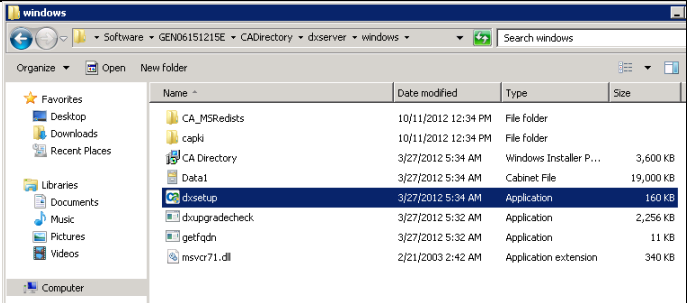 windows
Software GEN06151215E CADirectory dxserver windows Search windows
Organize Open New folder
Favorites
Desktop
Downloads
Recent Places
Libraries
Documents
Music
Pictures
Videos
Computer
Name Date modified Type Size
CA_MSRedists 10/11/2012 12:34 PM File folder
capki 10/11/2012 12:34 PM File folder
CA Directory 3/27/2012 5:34 AM Windows Installer P... 3,600 KB
Data1 3/27/2012 5:34 AM Cabinet File 19,000 KB
dxsetup 3/27/2012 5:34 AM Application 160 KB
dxupgradecheck 3/27/2012 5:32 AM Application 2,256 KB
getfqdn 3/27/2012 5:32 AM Application 11 KB
msvcr71.dll 2/21/2003 2:42 AM Application extension 340 KB